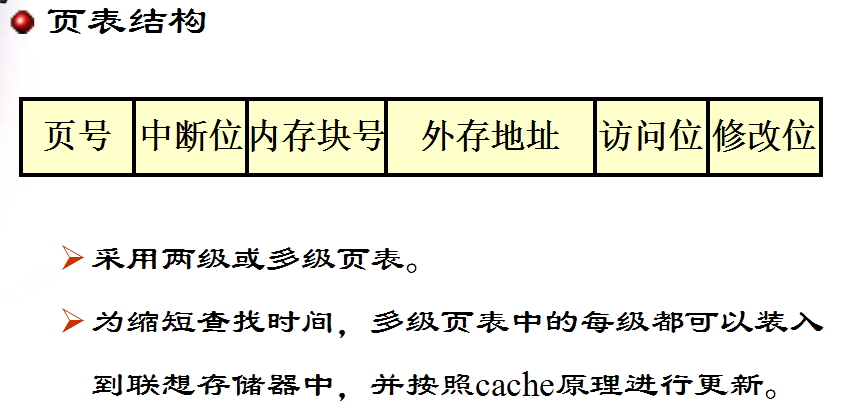 页表结构
页号 中断位 内存块号 外存地址 访问位 修改位
采用两级或多级页表。
为缩短查找时间，多级页表中的每级都可以装入
到联想存储器中，并按照cache原理进行更新。